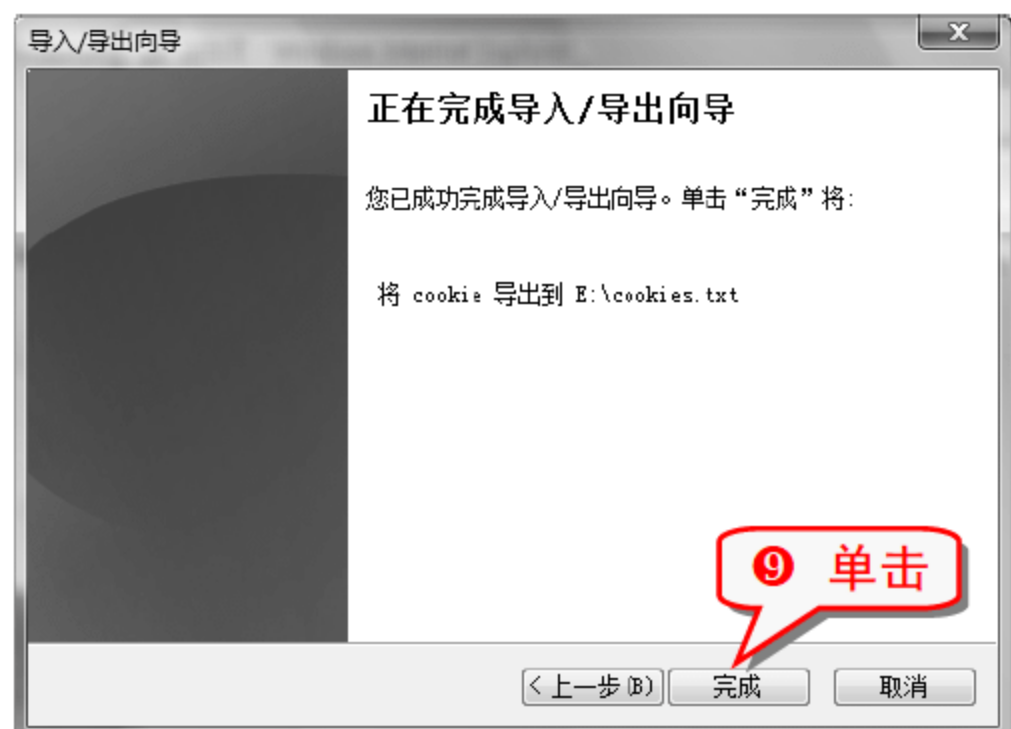 导入/导出向导
X
正在完成导入/导出向导
您已成功完成导入/导出向导。单击“完成”将:
将 cookie 导出到 E:\cookies.txt
❾ 单击
<上一步(B) 完成 取消